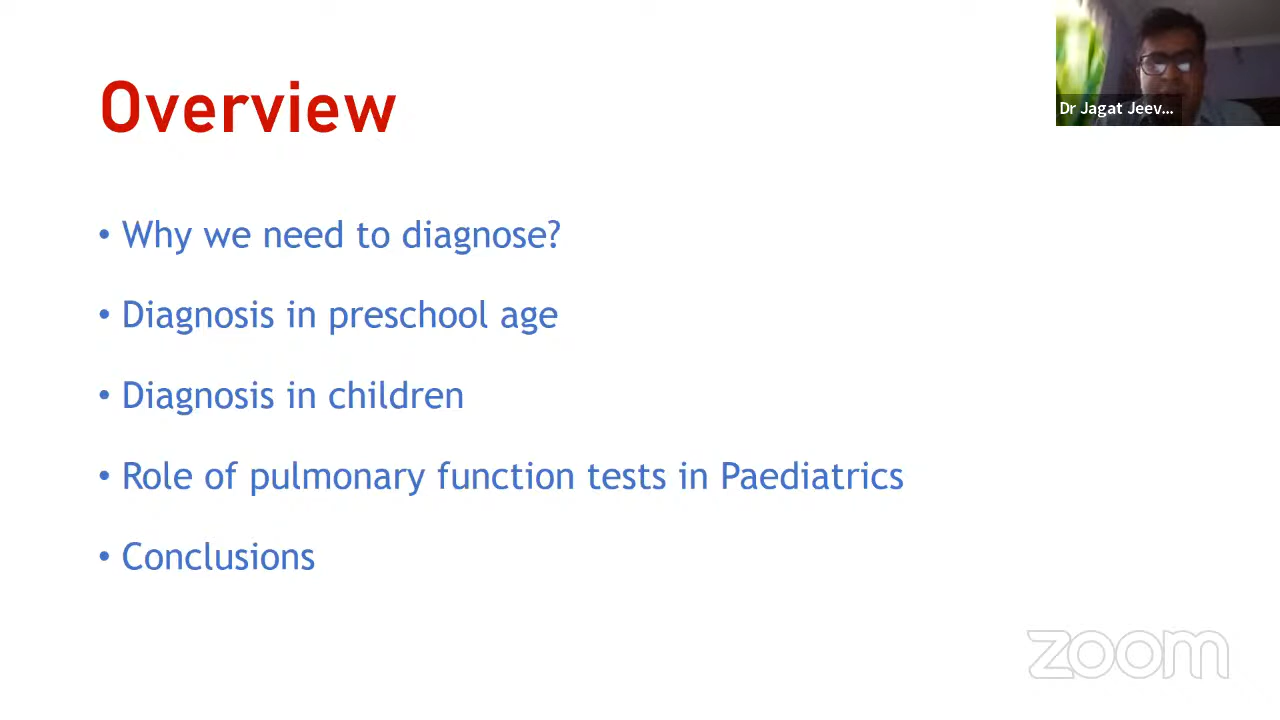 Overview
Dr Jagat Jeev...
• Why we need to diagnose?
• Diagnosis in preschool age
• Diagnosis in children
• Role of pulmonary function tests in Paediatrics
• Conclusions
zoom